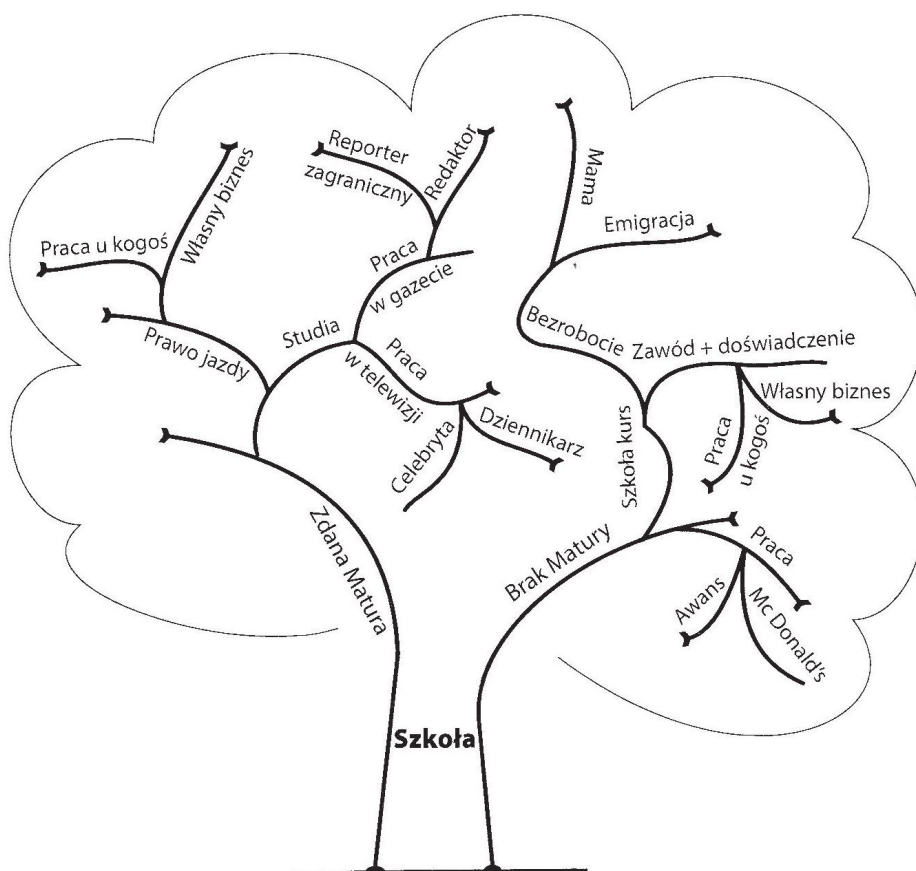 Reporter
zagraniczny
Redaktor
Mama
Własny biznes
Praca u kogoś
Emigracja
Praca
w gazecie
Prawo jazdy
Studia
Praca
w telewizji
Bezrobocie
Zawód + doświadczenie
Własny biznes
Praca
u kogoś
Celebryta
Dziennikarz
Szkoła kurs
Zdana Matura
Brak Matury
Praca
Awans
Mc Donald's
Szkoła